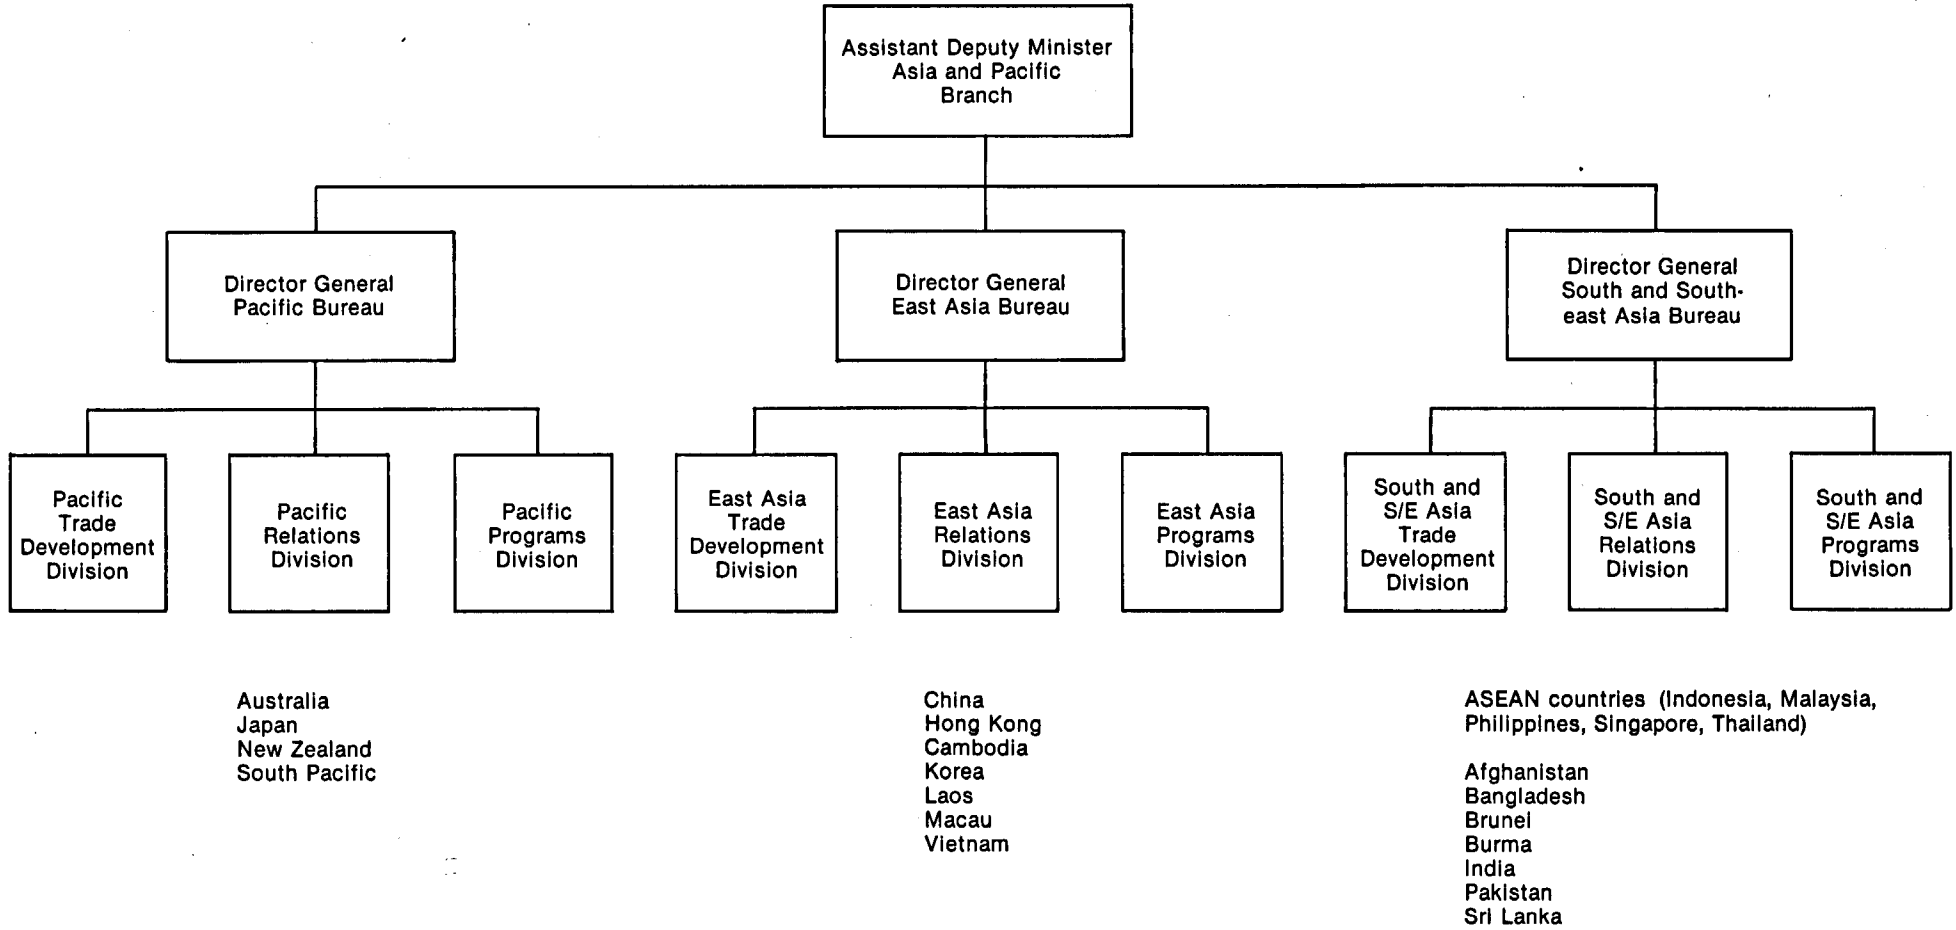 Assistant Deputy Minister
Asia and Pacific
Branch
Director General
Pacific Bureau
Director General
East Asia Bureau
Director General
South and South-
east Asia Bureau
Pacific
Trade
Development
Division
Pacific
Relations
Division
Pacific
Programs
Division
East Asia
Trade
Development
Division
East Asia
Relations
Division
East Asia
Programs
Division
South and
S/E Asia
Trade
Development
Division
South and
S/E Asia
Relations
Division
South and
S/E Asia
Programs
Division
Australia
Japan
New Zealand
South Pacific
China
Hong Kong
Cambodia
Korea
Laos
Macau
Vietnam
ASEAN countries (Indonesia, Malaysia,
Philippines, Singapore, Thailand)
Afghanistan
Bangladesh
Brunei
Burma
India
Pakistan
Sri Lanka